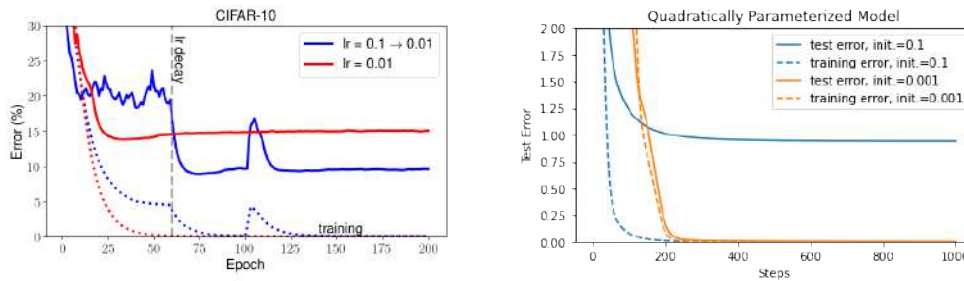 CIFAR-10
Error (%)
30
25
20
15
10
5
0
lr = 0.1 → 0.01
lr = 0.01
lr decay
training
0 25 50 75 100 125 150 175 200
Epoch
Quadratically Parameterized Model
Test Error
2.00
1.75
1.50
1.25
1.00
0.75
0.50
0.25
0.00
test error, init.=0.1
training error, init.=0.1
test error, init.=0.001
training error, init.=0.001
0 200 400 600 800 1000
Steps